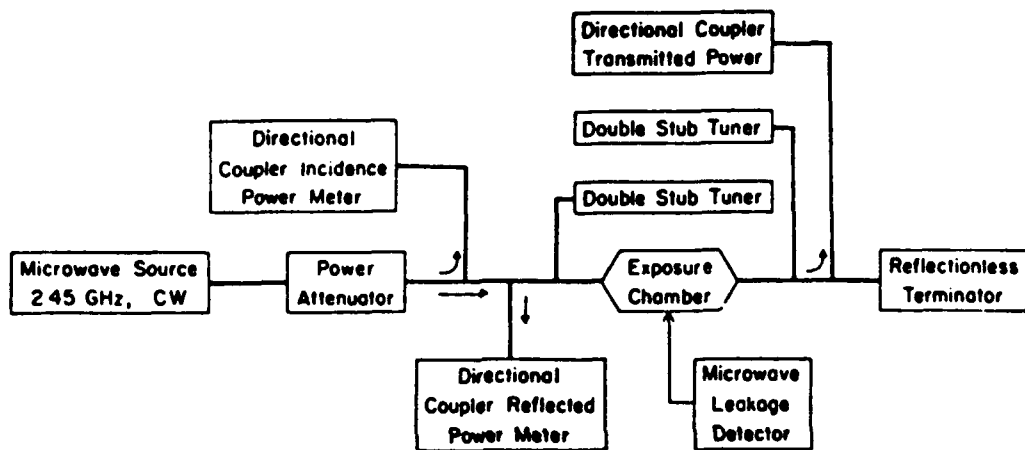 Directional Coupler
Transmitted Power
Double Stub Tuner
Directional
Coupler Incidence
Power Meter
Double Stub Tuner
Microwave Source
2 45 GHz, CW
Power
Attenuator
Exposure
Chamber
Reflectionless
Terminator
Directional
Coupler Reflected
Power Meter
Microwave
Leakage
Detector